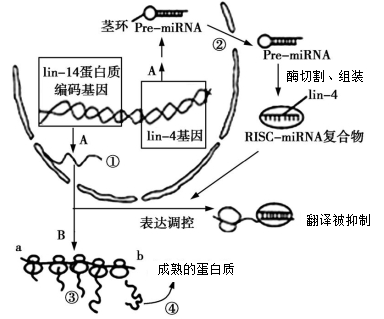 茎环
Pre-miRNA
②
Pre-miRNA
lin-14蛋白质
编码基因
A
酶切割、组装
lin-4
lin-4基因
RISC-miRNA复合物
A
①
B
表达调控
翻译被抑制
a
b
③
成熟的蛋白质
④